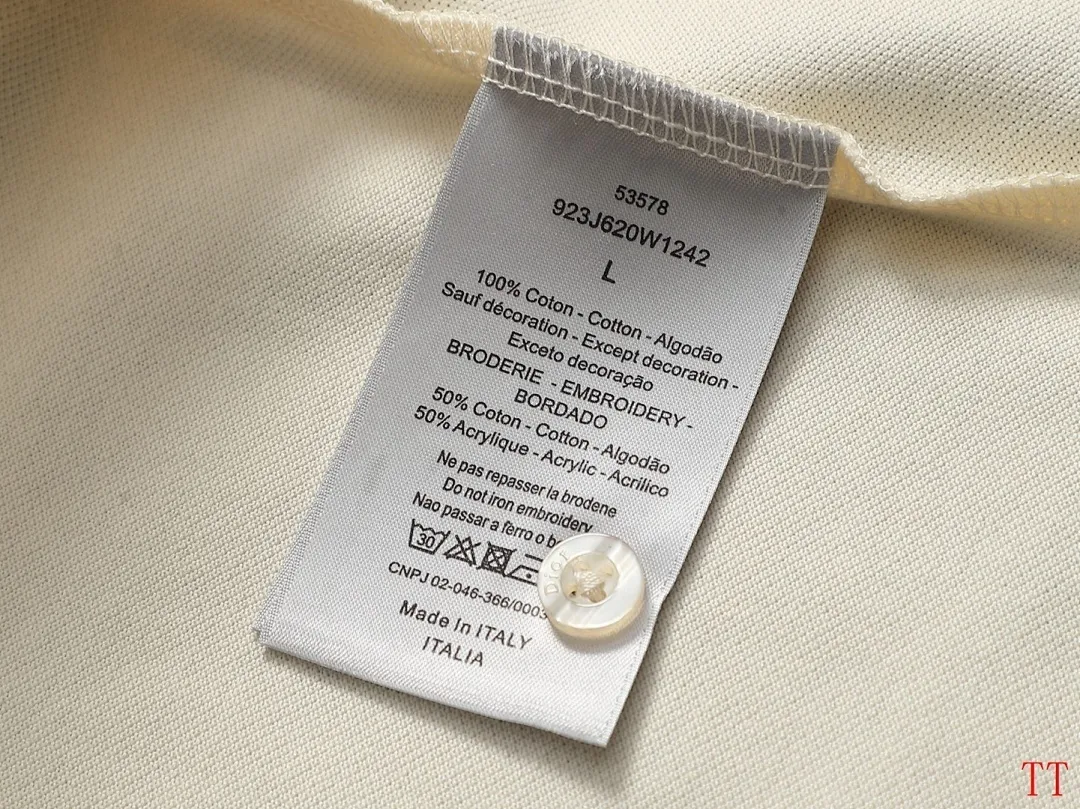 53578
923J620W1242
L
100% Coton - Cotton - Algodão
Sauf décoration - Except decoration -
Exceto decoração
BRODERIE - EMBROIDERY -
BORDADO
50% Coton - Cotton - Algodão
50% Acrylique - Acrylic - Acrilico
Ne pas repasser la brodene
Do not iron embroidery
Nao passar a ferro o b
30
CNPJ 02-046-366/0003
Made In ITALY
ITALIA
DIOR
TT